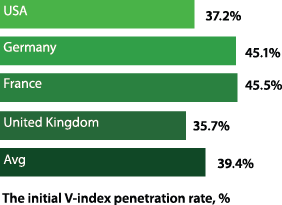 USA 37.2%
Germany 45.1%
France 45.5%
United Kingdom 35.7%
Avg 39.4%
The initial V-index penetration rate, %